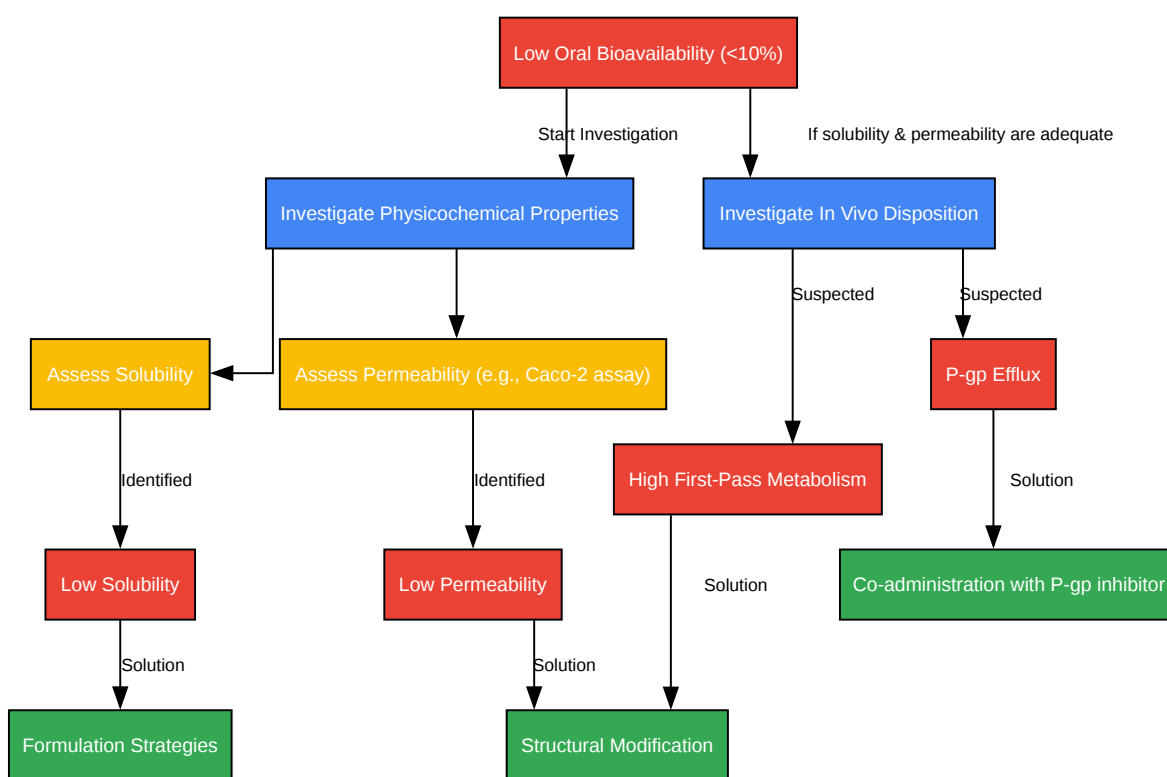 Low Oral Bioavailability (<10%)
Start Investigation
If solubility & permeability are adequate
Investigate Physicochemical Properties
Investigate In Vivo Disposition
Suspected
Suspected
Assess Solubility
Assess Permeability (e.g., Caco-2 assay)
P-gp Efflux
Identified
Identified
High First-Pass Metabolism
Solution
Low Solubility
Low Permeability
Solution
Co-administration with P-gp inhibitor
Solution
Solution
Formulation Strategies
Structural Modification